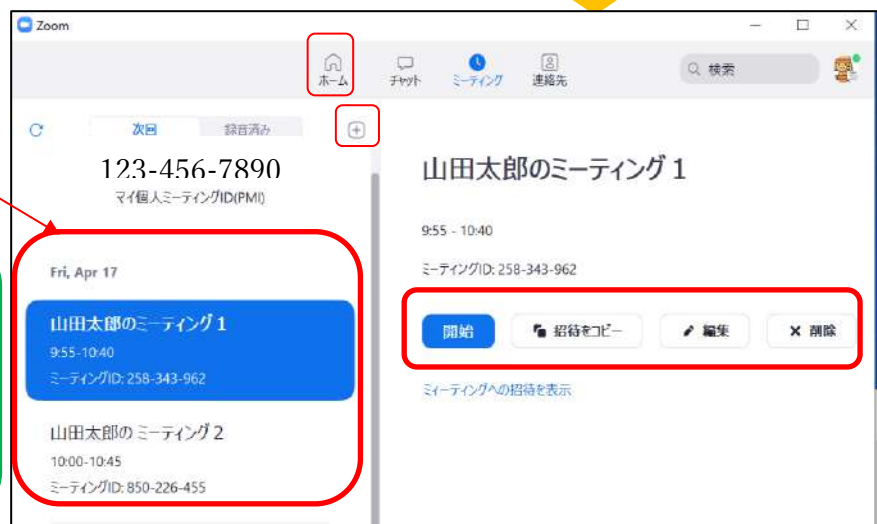 Zoom
ホーム
チャット
ミーティング
連絡先
検索
次回
録音済み
123-456-7890
マイ個人ミーティングID(PMI)
Fri, Apr 17
山田太郎のミーティング 1
9:55-10:40
ミーティングID: 258-343-962
山田太郎の ミーティング 2
10:00-10:45
ミーティングID: 850-226-455
山田太郎のミーティング 1
9:55 - 10:40
ミーティングID: 258-343-962
開始
招待をコピー
編集
削除
ミィーティングへの招待を表示